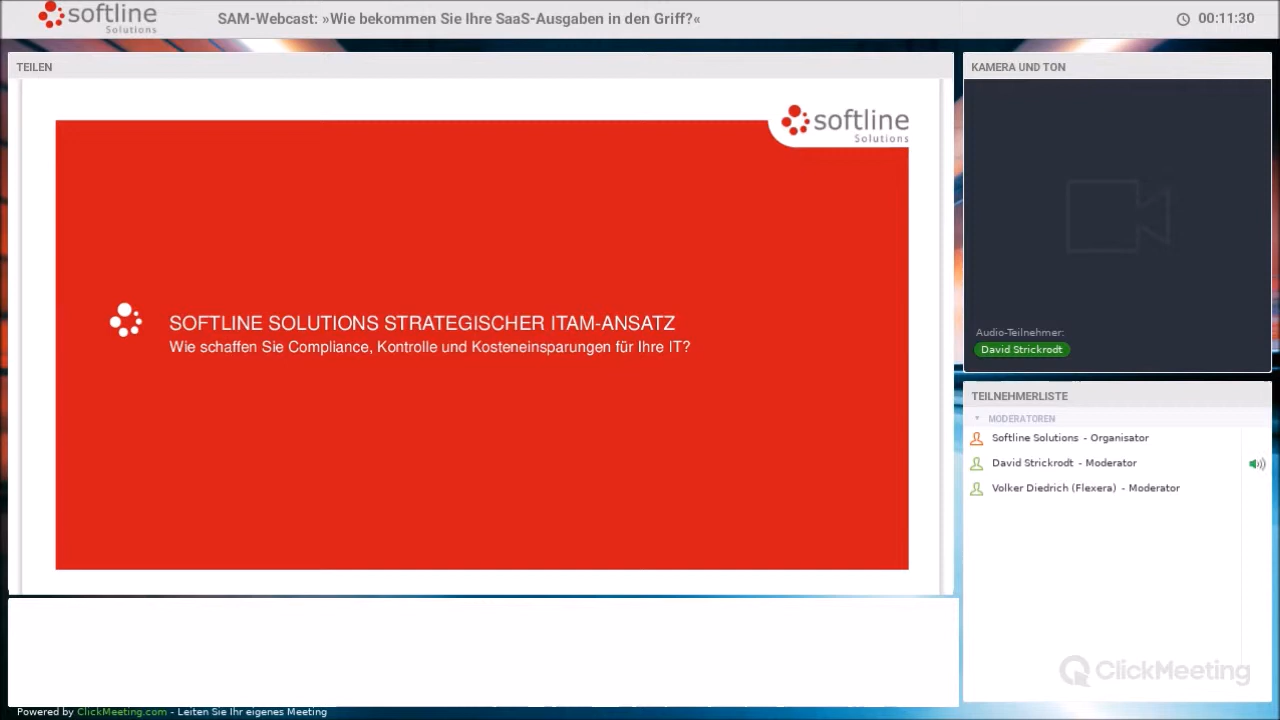 softline
Solutions
SAM-Webcast: »Wie bekommen Sie Ihre SaaS-Ausgaben in den Griff?«
00:11:30
TEILEN
softline
Solutions
SOFTLINE SOLUTIONS STRATEGISCHER ITAM-ANSATZ
Wie schaffen Sie Compliance, Kontrolle und Kosteneinsparungen für Ihre IT?
KAMERA UND TON
Audio-Teilnehmer:
David Strickrodt
TEILNEHMERLISTE
MODERATOREN
Softline Solutions - Organisator
David Strickrodt - Moderator
Volker Diedrich (Flexera) - Moderator
ClickMeeting
Powered by ClickMeeting.com - Leiten Sie Ihr eigenes Meeting